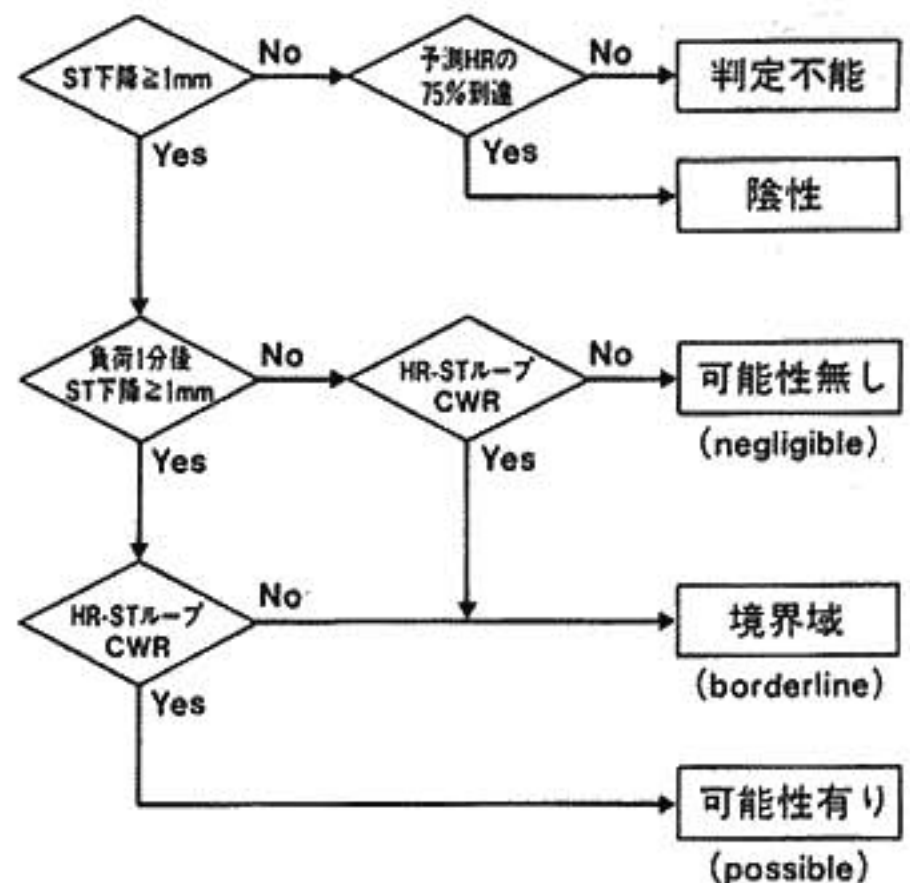 ST下降≧1mm
No
予測HRの
75%到達
No
判定不能
Yes
Yes
陰性
負荷1分後
ST下降≧1mm
No
HR-STループ
CWR
No
可能性無し
(negligible)
Yes
Yes
HR-STループ
CWR
No
境界域
(borderline)
Yes
可能性有り
(possible)